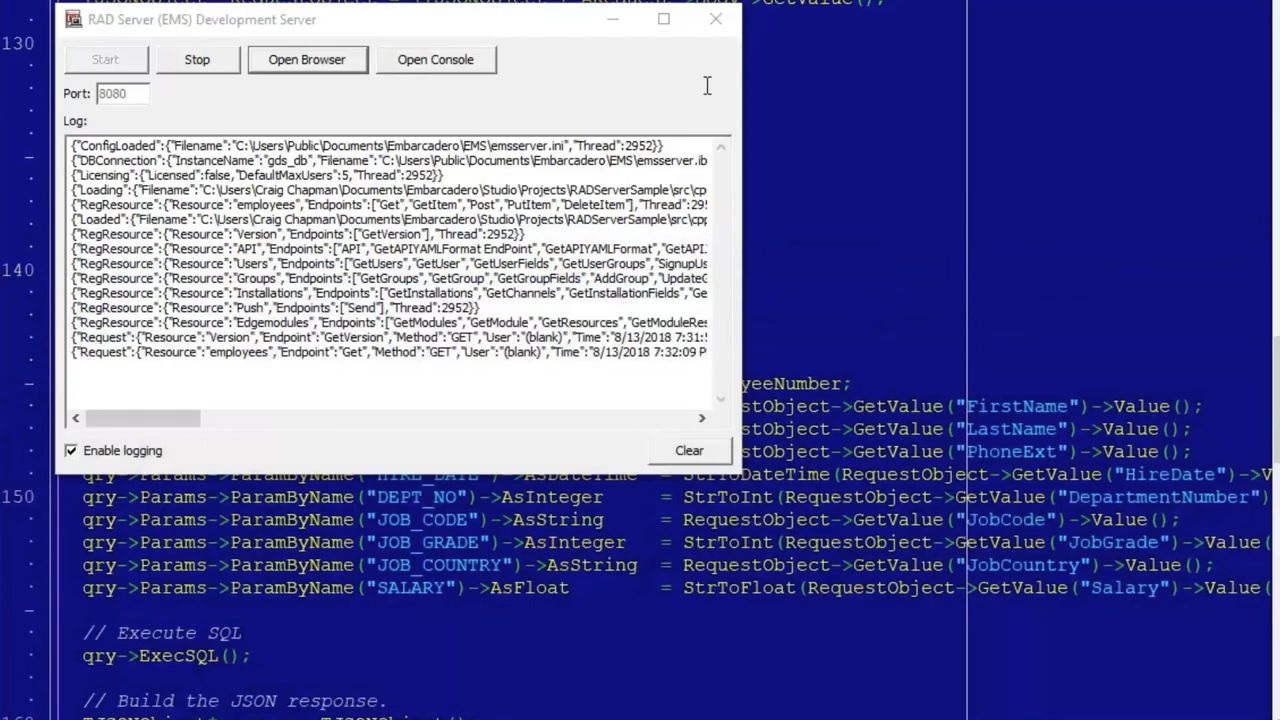 ->GetValue();
130
RAD Server (EMS) Development Server
Start Stop Open Browser Open Console
Port: 8080
Log:
{"ConfigLoaded":{"Filename":"C:\Users\Public\Documents\Embarcadero\EMS\emsserver.ini","Thread":2952}}
{"DBConnection":{"InstanceName":"gds_db","Filename":"C:\Users\Public\Documents\Embarcadero\EMS\emsserver.ib
{"Licensing":{"Licensed":false,"DefaultMaxUsers":5,"Thread":2952}}
{"Loading":{"Filename":"C:\Users\Craig Chapman\Documents\Embarcadero\Studio\Projects\RADServerSample\src\cp
{"RegResource":{"Resource":"employees","Endpoints":["Get","GetItem","Post","PutItem","DeleteItem"],"Thread":29
{"Loaded":{"Filename":"C:\Users\Craig Chapman\Documents\Embarcadero\Studio\Projects\RADServerSample\src\cpp
{"RegResource":{"Resource":"Version","Endpoints":["GetVersion"],"Thread":2952}}
{"RegResource":{"Resource":"API","Endpoints":["API","GetAPIYAMLFormat EndPoint","GetAPIYAMLFormat","GetAPI
{"RegResource":{"Resource":"Users","Endpoints":["GetUsers","GetUser","GetUserFields","GetUserGroups","SignupUs
{"RegResource":{"Resource":"Groups","Endpoints":["GetGroups","GetGroup","GetGroupFields","AddGroup","Update
{"RegResource":{"Resource":"Installations","Endpoints":["GetInstallations","GetChannels","GetInstallationFields","Ge
{"RegResource":{"Resource":"Push","Endpoints":["Send"],"Thread":2952}}
{"RegResource":{"Resource":"Edgemodules","Endpoints":["GetModules","GetModule","GetResources","GetModuleRes
{"Request":{"Resource":"Version","Endpoint":"GetVersion","Method":"GET","User":"(blank)","Time":"8/13/2018 7:31:
{"Request":{"Resource":"employees","Endpoint":"Get","Method":"GET","User":"(blank)","Time":"8/13/2018 7:32:09 P
Enable logging Clear
140
yeeNumber;
stObject->GetValue("FirstName")->Value();
stObject->GetValue("LastName")->Value();
stObject->GetValue("PhoneExt")->Value();
qry->Params->ParamByName("HIRE_DATE")->AsDateTime = StrToDateTime(RequestObject->GetValue("HireDate")->V
150 qry->Params->ParamByName("DEPT_NO")->AsInteger = StrToInt(RequestObject->GetValue("DepartmentNumber")
qry->Params->ParamByName("JOB_CODE")->AsString = RequestObject->GetValue("JobCode")->Value();
qry->Params->ParamByName("JOB_GRADE")->AsInteger = StrToInt(RequestObject->GetValue("JobGrade")->Value(
qry->Params->ParamByName("JOB_COUNTRY")->AsString = RequestObject->GetValue("JobCountry")->Value();
qry->Params->ParamByName("SALARY")->AsFloat = StrToFloat(RequestObject->GetValue("Salary")->Value(
// Execute SQL
qry->ExecSQL();
// Build the JSON response.